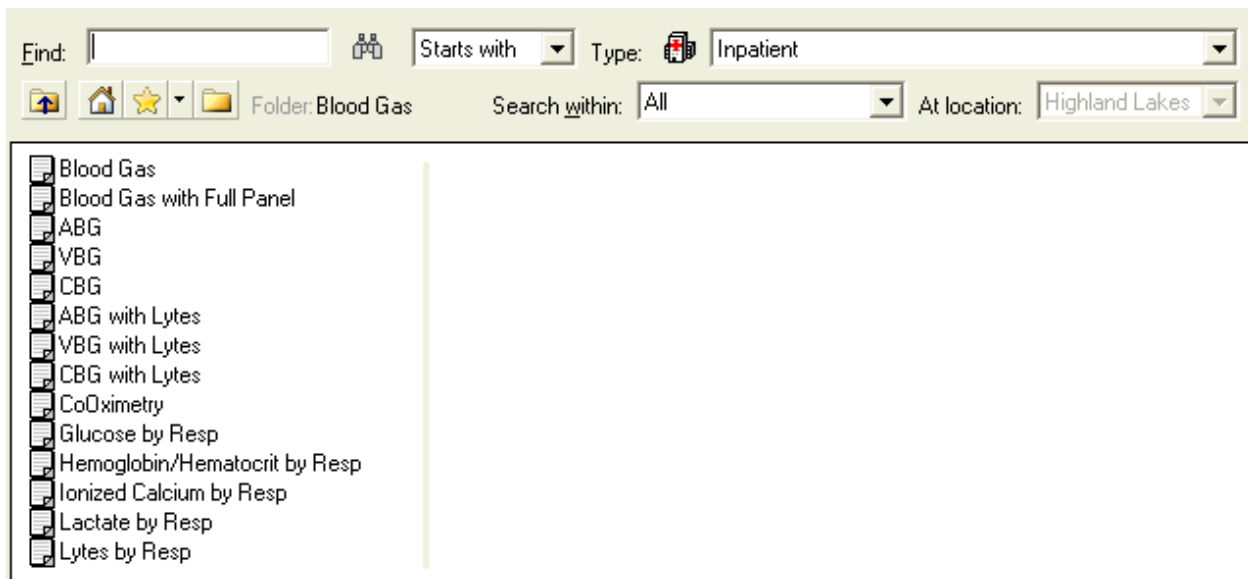 Find: Starts with Type: Inpatient
Folder: Blood Gas Search within: All At location: Highland Lakes
Blood Gas
Blood Gas with Full Panel
ABG
VBG
CBG
ABG with Lytes
VBG with Lytes
CBG with Lytes
CoOximetry
Glucose by Resp
Hemoglobin/Hematocrit by Resp
Ionized Calcium by Resp
Lactate by Resp
Lytes by Resp